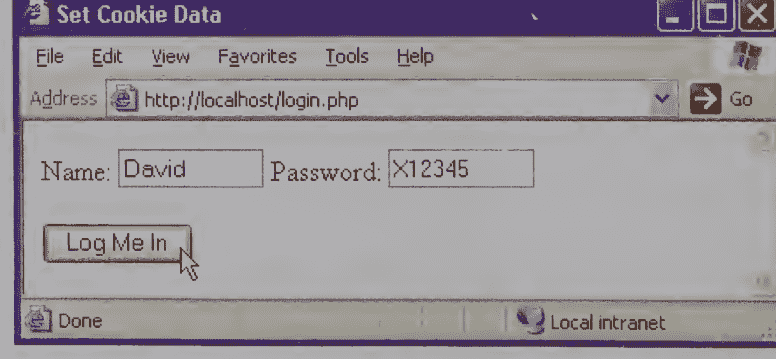 Set Cookie Data
File Edit View Favorites Tools Help
Address http://localhost/login.php Go
Name: David Password: X12345
Log Me In
Done Local intranet